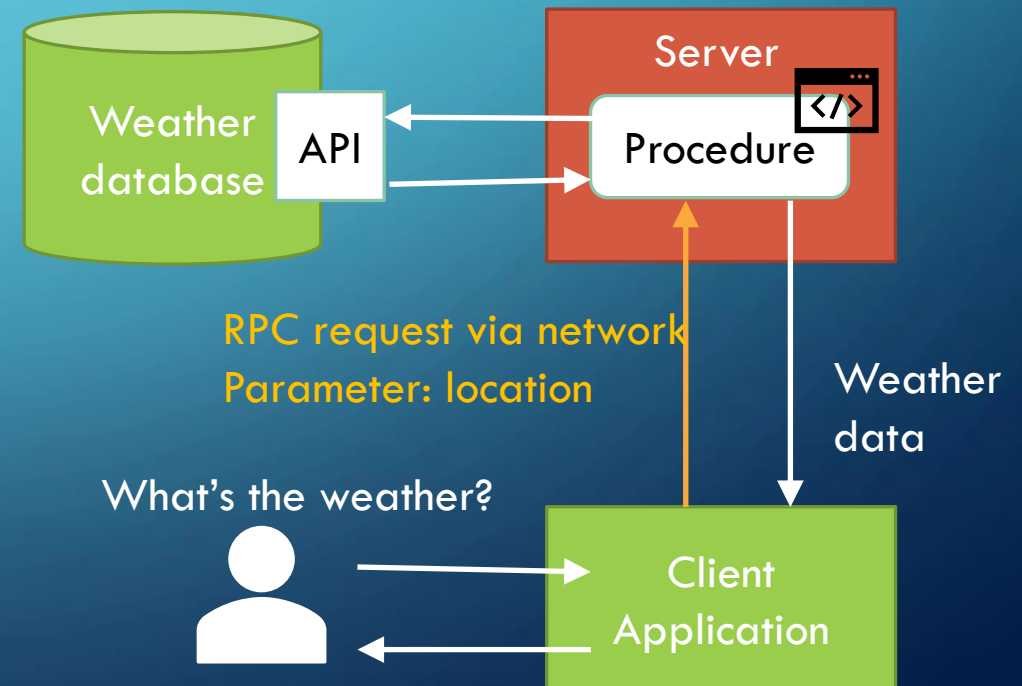 Server
Weather
database
API
</>
Procedure
RPC request via network
Parameter: location
Weather
data
What's the weather?
Client
Application